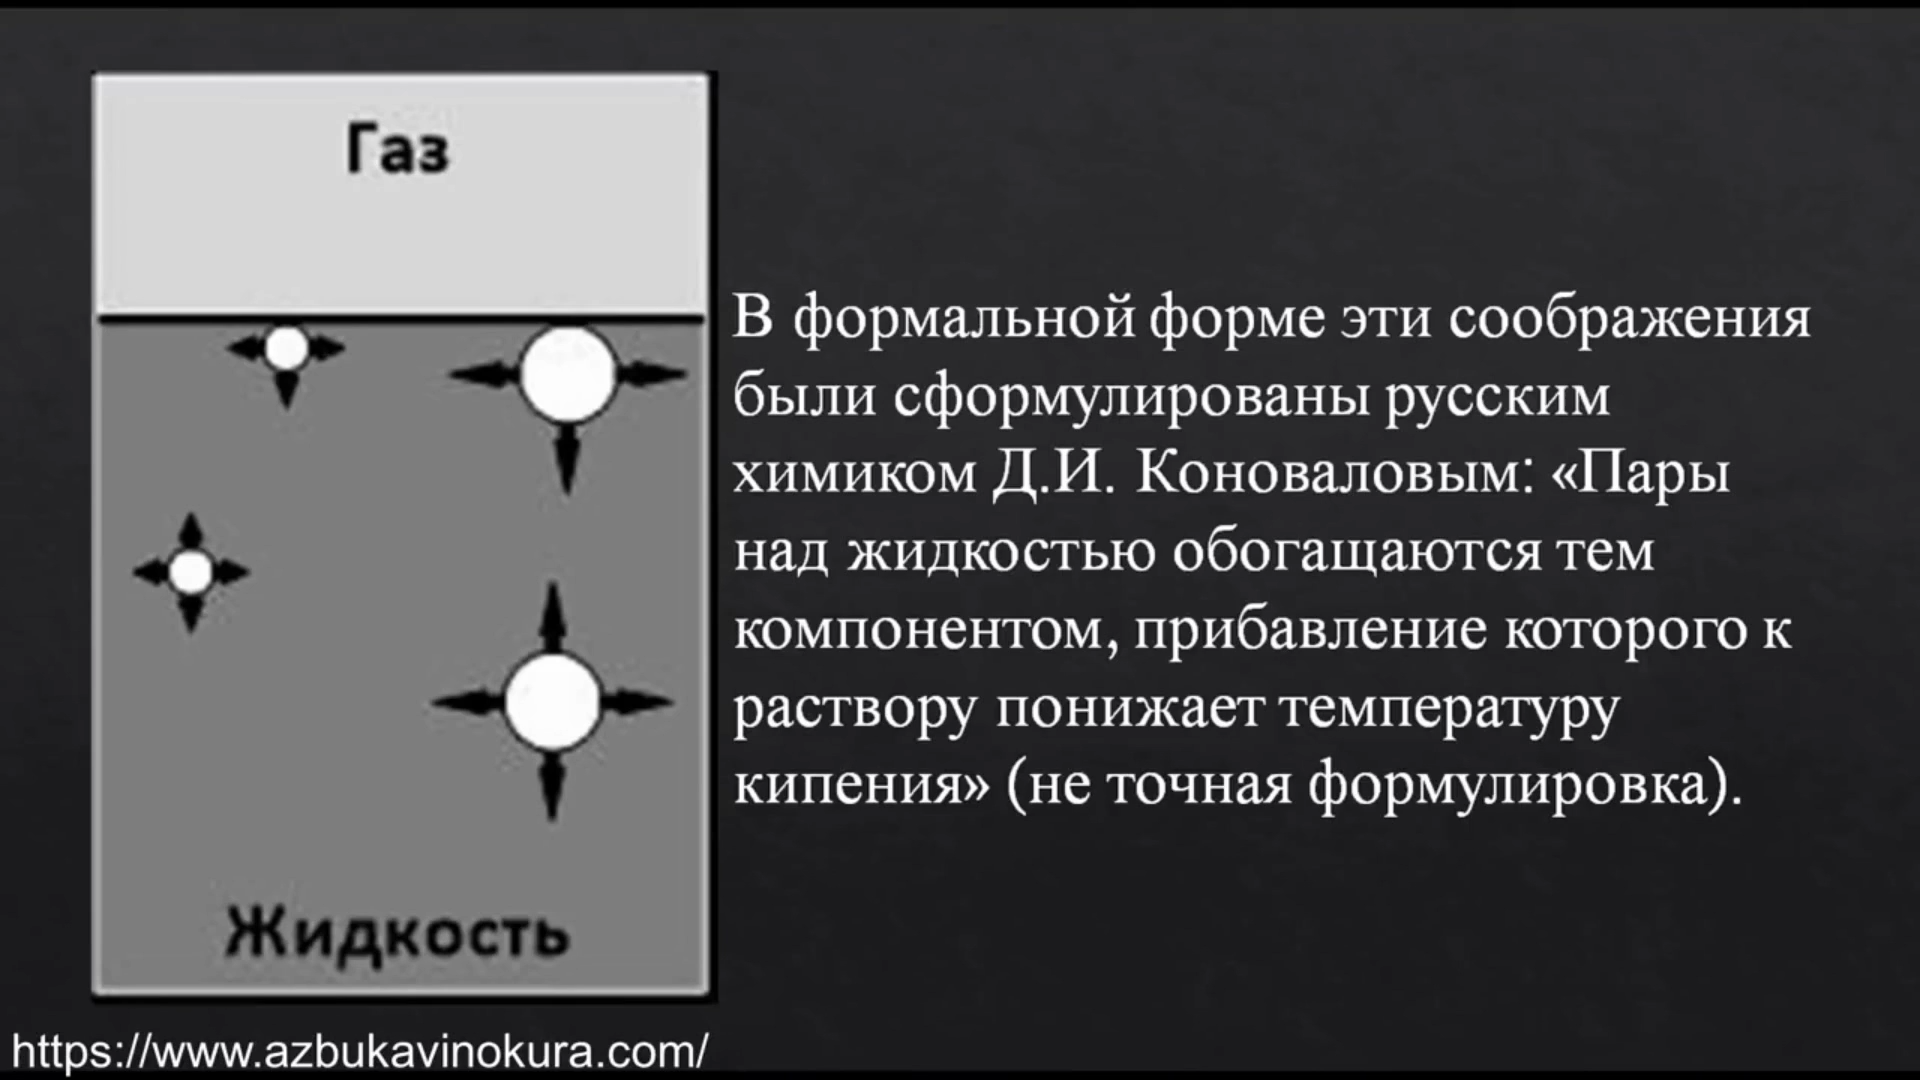 Газ
Жидкость
В формальной форме эти соображения
были сформулированы русским
химиком Д.И. Коноваловым: «Пары
над жидкостью обогащаются тем
компонентом, прибавление которого к
раствору понижает температуру
кипения» (не точная формулировка).
https://www.azbukavinokura.com/